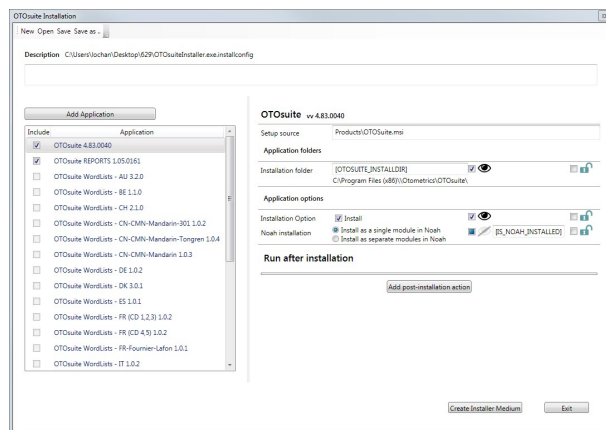 OTOsuite Installation
New Open Save Save as
Description C:\Users\lochan\Desktop\629\OTOsuiteInstaller.exe.installconfig
Add Application
Include Application
OTOsuite 4.83.0040
OTOsuite REPORTS 1.05.0161
OTOsuite WordLists - AU 3.2.0
OTOsuite WordLists - BE 1.1.0
OTOsuite WordLists - CH 2.1.0
OTOsuite WordLists - CN-CMN-Mandarin-301 1.0.2
OTOsuite WordLists - CN-CMN-Mandarin-Tongren 1.0.4
OTOsuite WordLists - CN-CMN-Mandarin 1.0.3
OTOsuite WordLists - DE 1.0.2
OTOsuite WordLists - DK 3.0.1
OTOsuite WordLists - ES 1.0.1
OTOsuite WordLists - FR (CD 1,2,3) 1.0.2
OTOsuite WordLists - FR (CD 4,5) 1.0.2
OTOsuite WordLists - FR-Fournier-Lafon 1.0.1
OTOsuite WordLists - IT 1.0.2
OTOsuite vv 4.83.0040
Setup source Products\OTOSuite.msi
Application folders
Installation folder [OTOSUITE_INSTALLDIR]
C:\Program Files (x86)\\Otometrics\OTOsuite\
Application options
Installation Option Install
Noah installation Install as a single module in Noah [IS_NOAH_INSTALLED]
Install as separate modules in Noah
Run after installation
Add post-installation action
Create Installer Medium Exit